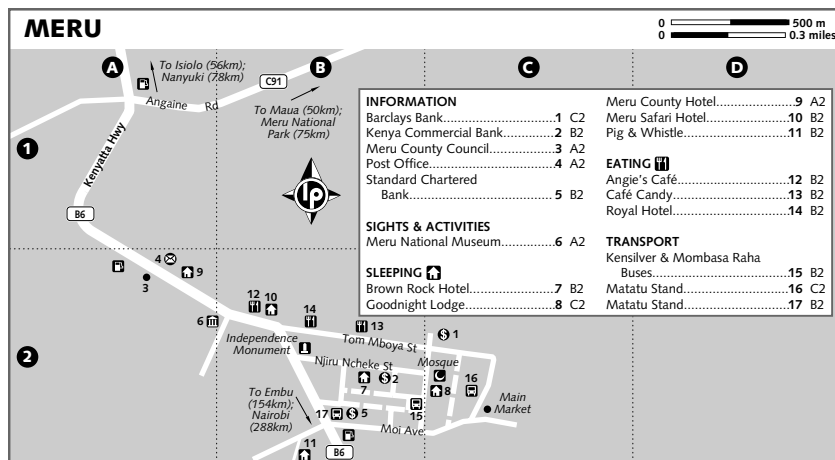 MERU
0 500 m
0 0.3 miles
A
B
C
D
1
2
To Isiolo (56km);
Nanyuki (78km)
C91
Angaine Rd
To Maua (50km);
Meru National
Park (75km)
Kenyatta Hwy
B6
lp
INFORMATION
Barclays Bank 1 C2
Kenya Commercial Bank 2 B2
Meru County Council 3 A2
Post Office 4 A2
Standard Chartered
Bank 5 B2
SIGHTS & ACTIVITIES
Meru National Museum 6 A2
SLEEPING
Brown Rock Hotel 7 B2
Goodnight Lodge 8 C2
Meru County Hotel 9 A2
Meru Safari Hotel 10 B2
Pig & Whistle 11 B2
EATING
Angie's Café 12 B2
Café Candy 13 B2
Royal Hotel 14 B2
TRANSPORT
Kensilver & Mombasa Raha
Buses 15 B2
Matatu Stand 16 C2
Matatu Stand 17 B2
4
9
3
12
10
14
13
6
1
Independence
Monument
Tom Mboya St
Njiru Ncheke St
Mosque
2
7
8
16
Main
Market
To Embu
(154km);
Nairobi
(288km)
17
5
15
Moi Ave
11
B6